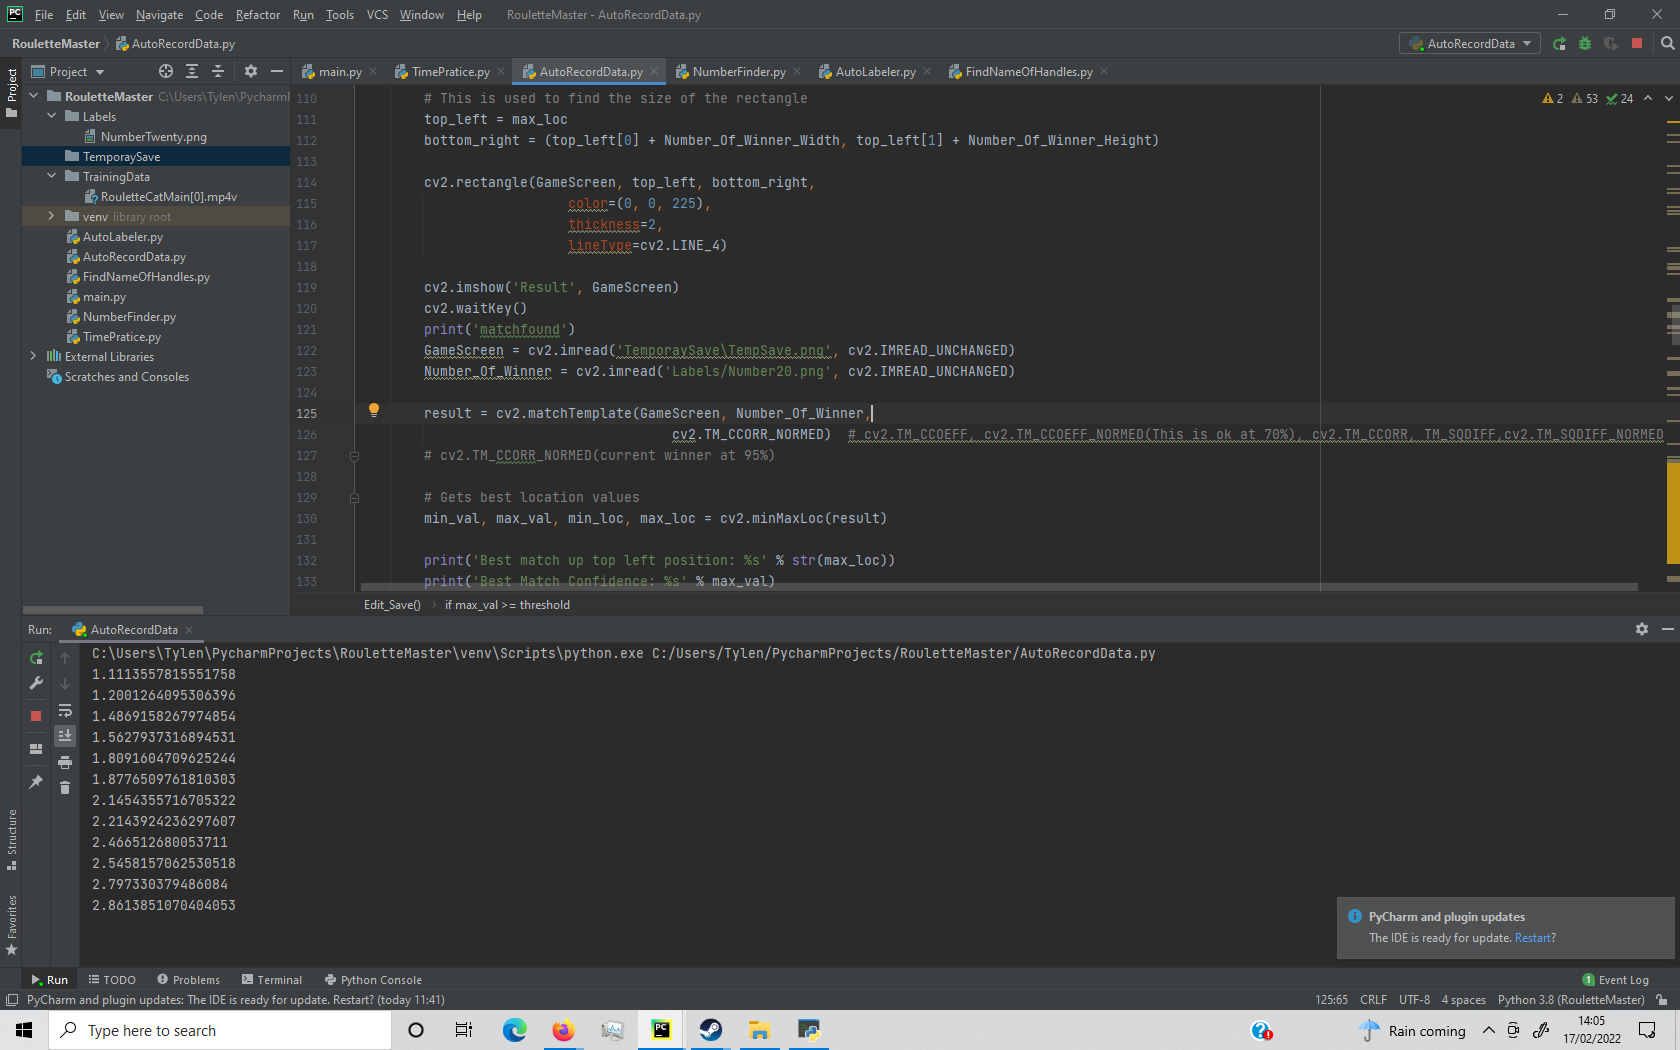 PC File Edit View Navigate Code Refactor Run Tools VCS Window Help RouletteMaster - AutoRecordData.py
RouletteMaster AutoRecordData.py AutoRecordData
Project main.py TimePratice.py AutoRecordData.py NumberFinder.py AutoLabeler.py FindNameOfHandles.py
Project
RouletteMaster C:\Users\Tylen\Pycharm
Labels
NumberTwenty.png
TemporaySave
TrainingData
RouletteCatMain[0].mp4v
venv library root
AutoLabeler.py
AutoRecordData.py
FindNameOfHandles.py
main.py
NumberFinder.py
TimePratice.py
External Libraries
Scratches and Consoles
2 53 24
110 # This is used to find the size of the rectangle
111 top_left = max_loc
112 bottom_right = (top_left[0] + Number_Of_Winner_Width, top_left[1] + Number_Of_Winner_Height)
113
114 cv2.rectangle(GameScreen, top_left, bottom_right,
115 color=(0, 0, 225),
116 thickness=2,
117 lineType=cv2.LINE_4)
118
119 cv2.imshow('Result', GameScreen)
120 cv2.waitKey()
121 print('matchfound')
122 GameScreen = cv2.imread('TemporaySave\TempSave.png', cv2.IMREAD_UNCHANGED)
123 Number_Of_Winner = cv2.imread('Labels/Number20.png', cv2.IMREAD_UNCHANGED)
124
125 result = cv2.matchTemplate(GameScreen, Number_Of_Winner,
126 cv2.TM_CCORR_NORMED) # cv2.TM_CCOEFF, cv2.TM_CCOEFF_NORMED(This is ok at 70%), cv2.TM_CCORR, TM_SQDIFF,cv2.TM_SQDIFF_NORMED
127 # cv2.TM_CCORR_NORMED(current winner at 95%)
128
129 # Gets best location values
130 min_val, max_val, min_loc, max_loc = cv2.minMaxLoc(result)
131
132 print('Best match up top left position: %s' % str(max_loc))
133 print('Best Match Confidence: %s' % max_val)
Edit_Save() if max_val >= threshold
Run: AutoRecordData
C:\Users\Tylen\PycharmProjects\RouletteMaster\venv\Scripts\python.exe C:/Users/Tylen/PycharmProjects/RouletteMaster/AutoRecordData.py
1.1113557815551758
1.2001264095306396
1.4869158267974854
1.5627937316894531
1.8091604709625244
1.8776509761810303
2.1454355716705322
2.2143924236297607
2.466512680053711
2.5458157062530518
2.797330379486084
2.8613851070404053
Structure
Favorites
PyCharm and plugin updates
The IDE is ready for update. Restart?
Run TODO Problems Terminal Python Console 1 Event Log
PyCharm and plugin updates: The IDE is ready for update. Restart? (today 11:41) 125:65 CRLF UTF-8 4 spaces Python 3.8 (RouletteMaster)
Type here to search PC Rain coming 14:05
17/02/2022